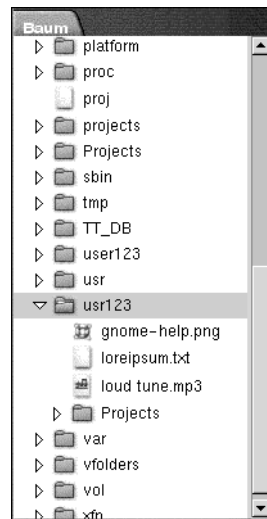 Baum
platform
proc
proj
projects
Projects
sbin
tmp
TT_DB
user123
usr
usr123
gnome-help.png
loreipsum.txt
loud tune.mp3
Projects
var
vfolders
vol
xfn